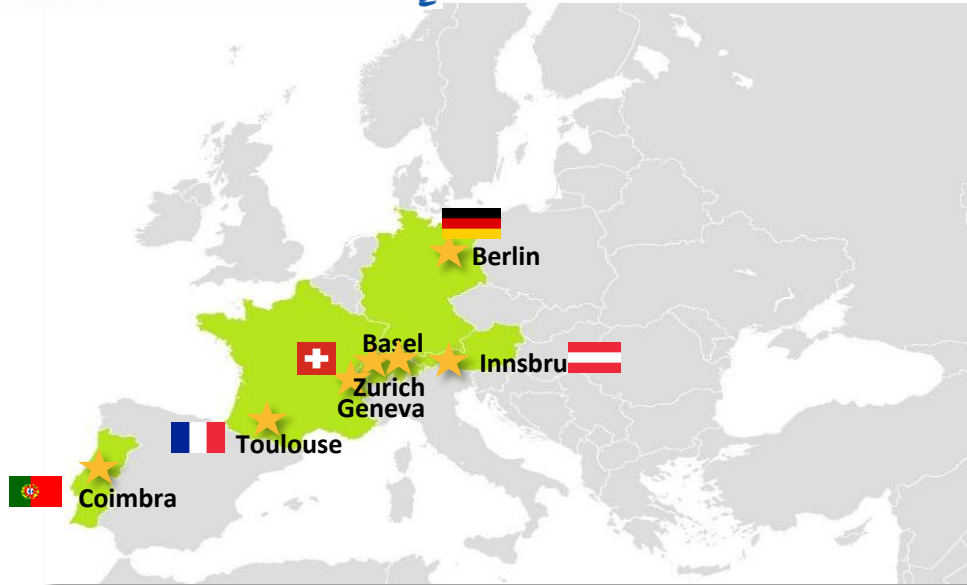 Berlin
Basel
Innsbru
Zurich
Geneva
Toulouse
Coimbra